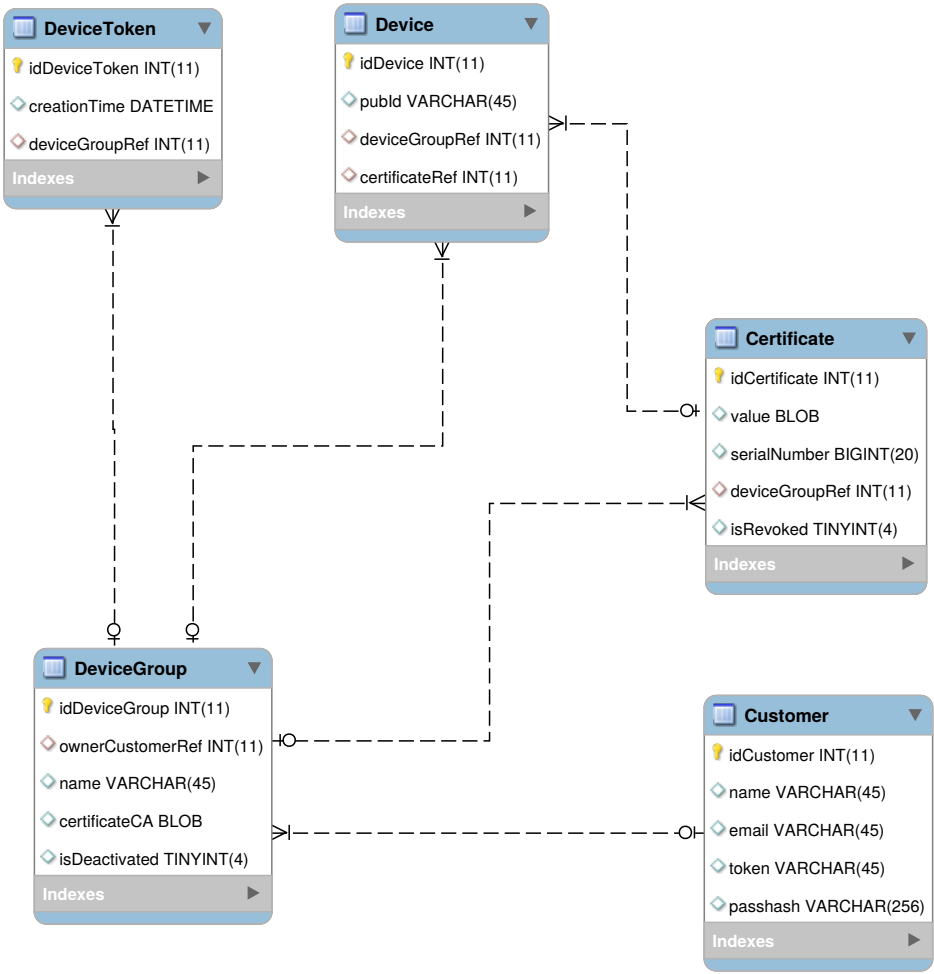 DeviceToken
idDeviceToken INT(11)
creationTime DATETIME
deviceGroupRef INT(11)
Indexes
Device
idDevice INT(11)
pubId VARCHAR(45)
deviceGroupRef INT(11)
certificateRef INT(11)
Indexes
Certificate
idCertificate INT(11)
value BLOB
serialNumber BIGINT(20)
deviceGroupRef INT(11)
isRevoked TINYINT(4)
Indexes
DeviceGroup
idDeviceGroup INT(11)
ownerCustomerRef INT(11)
name VARCHAR(45)
certificateCA BLOB
isDeactivated TINYINT(4)
Indexes
Customer
idCustomer INT(11)
name VARCHAR(45)
email VARCHAR(45)
token VARCHAR(45)
passhash VARCHAR(256)
Indexes